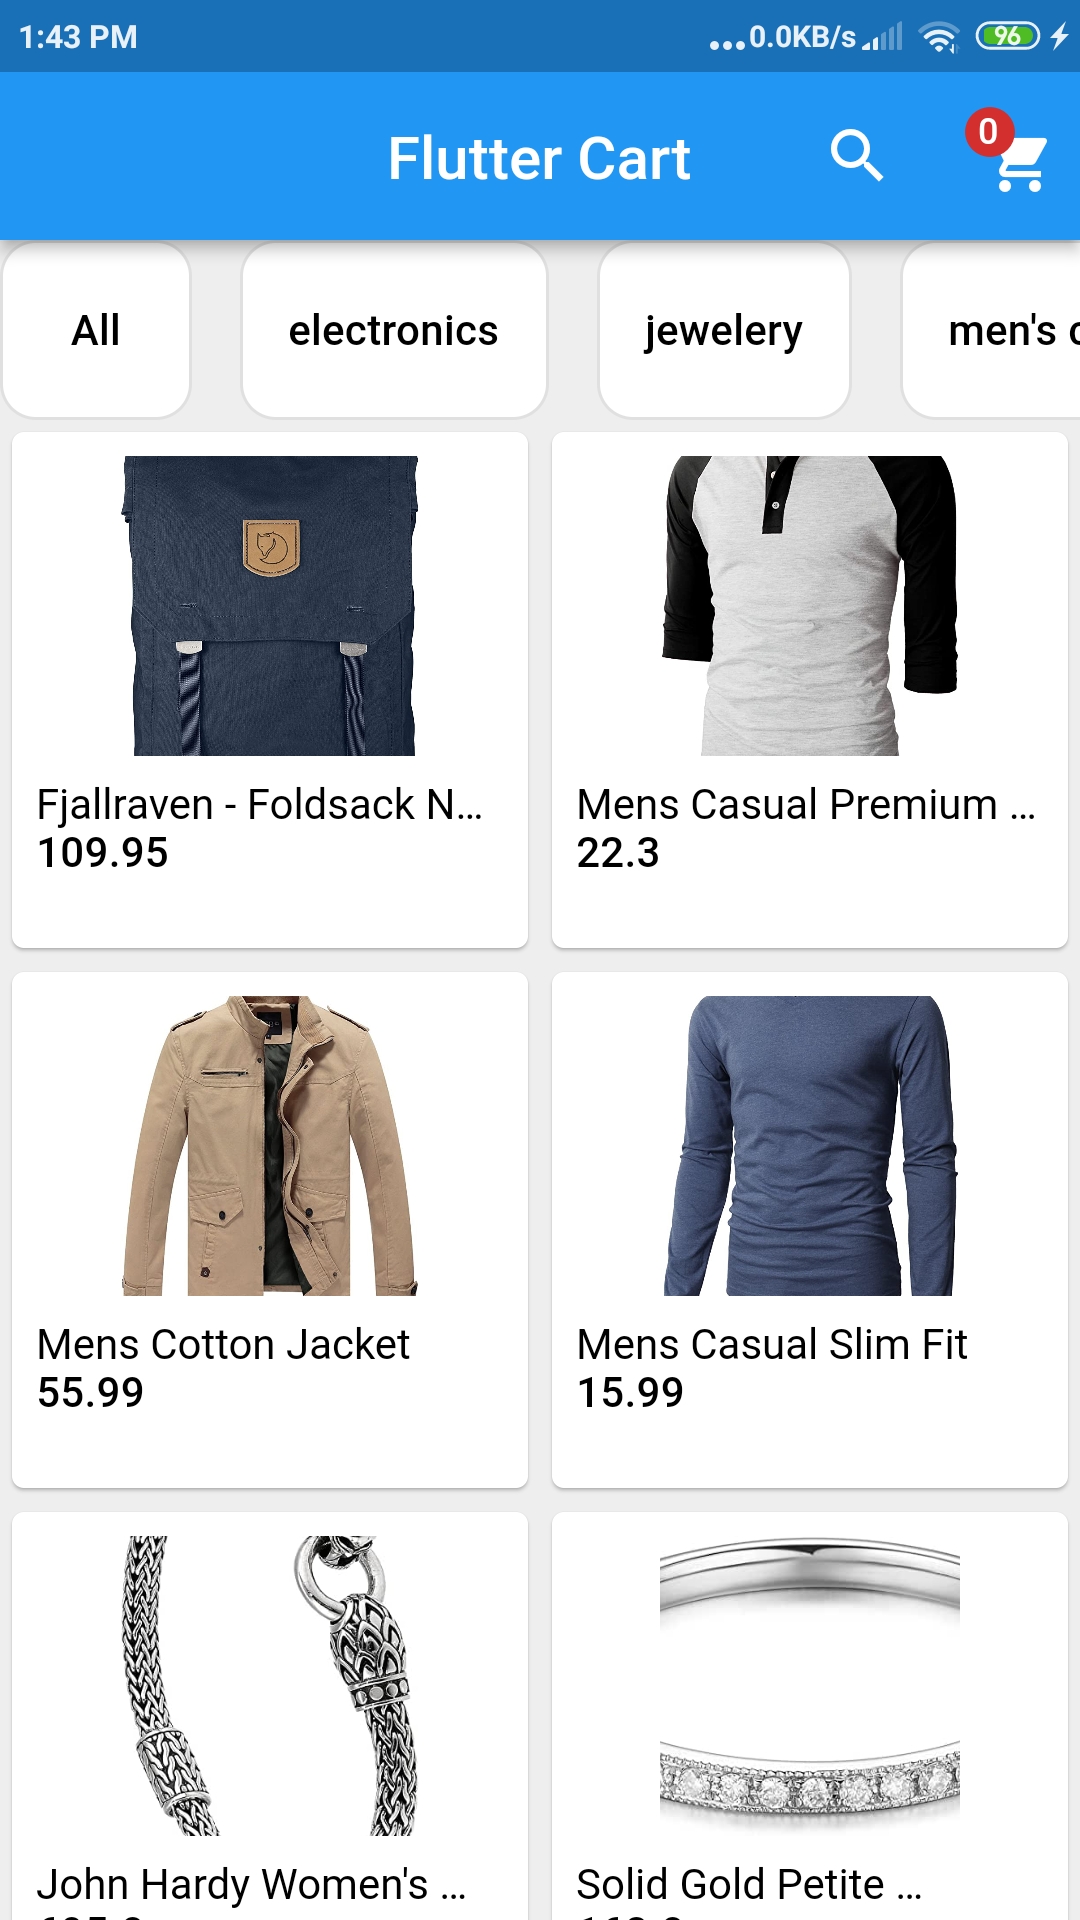 1:43 PM
...0.0KB/s
96
Flutter Cart
0
All
electronics
jewelery
men's
Fjallraven - Foldsack N...
Mens Casual Premium ...
109.95
22.3
Mens Cotton Jacket
Mens Casual Slim Fit
55.99
15.99
John Hardy Women's ...
Solid Gold Petite ...